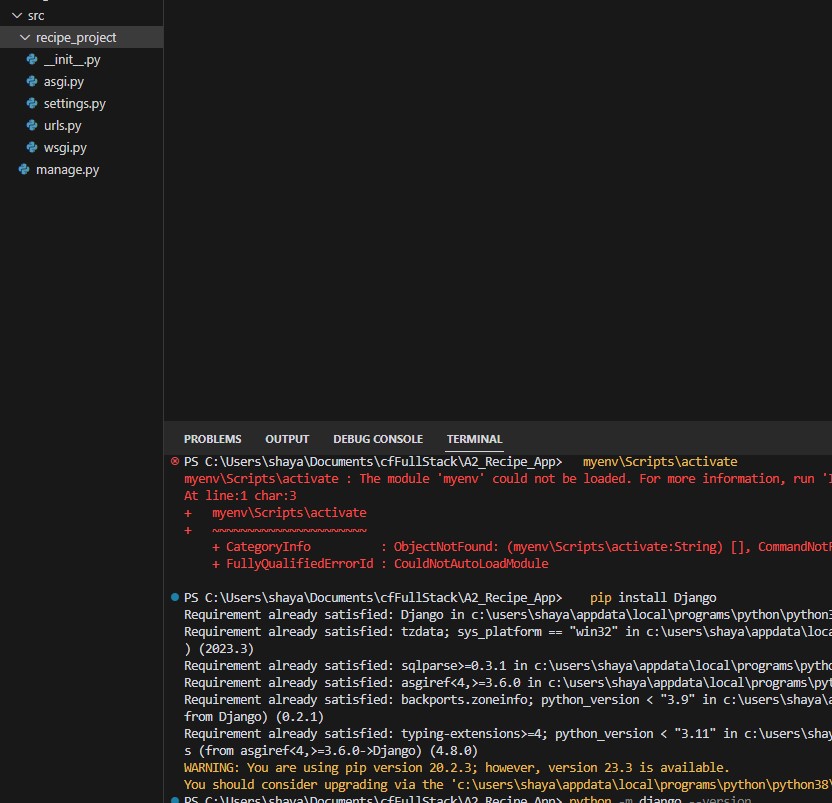 src
recipe_project
__init__.py
asgi.py
settings.py
urls.py
wsgi.py
manage.py
PROBLEMS OUTPUT DEBUG CONSOLE TERMINAL
PS C:\Users\shaya\Documents\cfFullStack\A2_Recipe_App> myenv\Scripts\activate
myenv\Scripts\activate : The module 'myenv' could not be loaded. For more information, run 'I
At line:1 char:3
+ myenv\Scripts\activate
+ ~~~~~~~~~~~~~~~~~~~~~~
+ CategoryInfo : ObjectNotFound: (myenv\Scripts\activate:String) [], CommandNotF
+ FullyQualifiedErrorId : CouldNotAutoLoadModule
PS C:\Users\shaya\Documents\cfFullStack\A2_Recipe_App> pip install Django
Requirement already satisfied: Django in c:\users\shaya\appdata\local\programs\python\python3
Requirement already satisfied: tzdata; sys_platform == "win32" in c:\users\shaya\appdata\loca
) (2023.3)
Requirement already satisfied: sqlparse>=0.3.1 in c:\users\shaya\appdata\local\programs\pytho
Requirement already satisfied: asgiref<4,>=3.6.0 in c:\users\shaya\appdata\local\programs\pyt
Requirement already satisfied: backports.zoneinfo; python_version < "3.9" in c:\users\shaya\a
from Django) (0.2.1)
Requirement already satisfied: typing-extensions>=4; python_version < "3.11" in c:\users\shay
s (from asgiref<4,>=3.6.0->Django) (4.8.0)
WARNING: You are using pip version 20.2.3; however, version 23.3 is available.
You should consider upgrading via the 'c:\users\shaya\appdata\local\programs\python\python38\
PS C:\Users\shaya\Documents\cfFullStack\A2_Recipe_App> python -m django --version